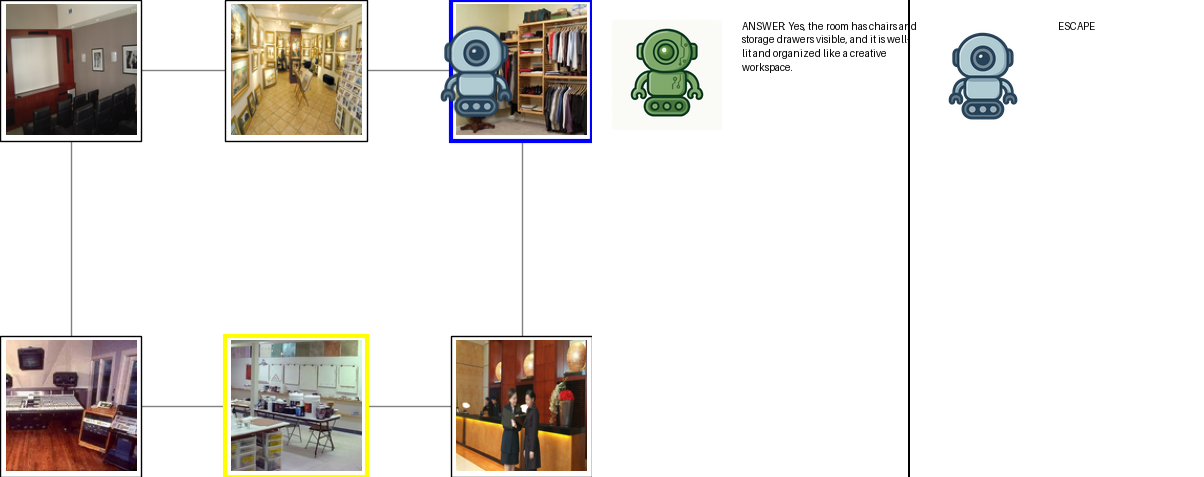 ANSWER: Yes, the room has chairs and
storage drawers visible, and it is well-
lit and organized like a creative
workspace.
ESCAPE